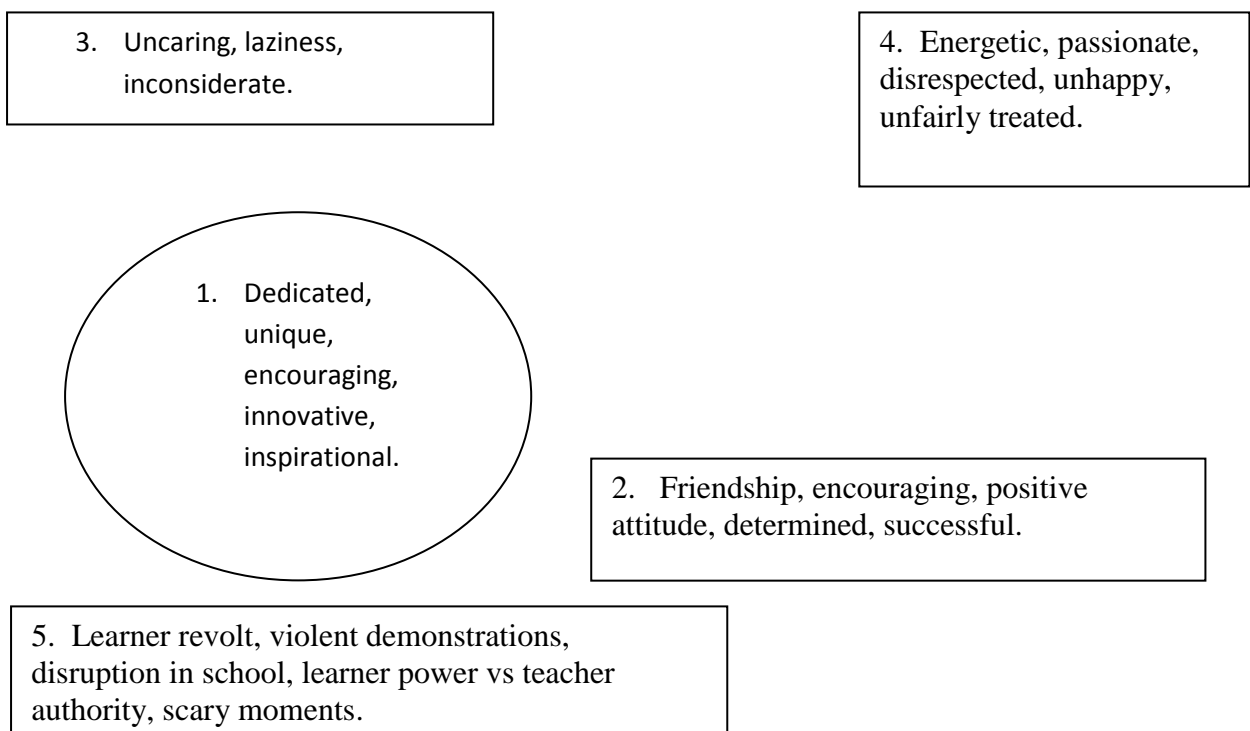 3. Uncaring, laziness,
inconsiderate.
4. Energetic, passionate,
disrespected, unhappy,
unfairly treated.
1. Dedicated,
unique,
encouraging,
innovative,
inspirational.
2. Friendship, encouraging, positive
attitude, determined, successful.
5. Learner revolt, violent demonstrations,
disruption in school, learner power vs teacher
authority, scary moments.